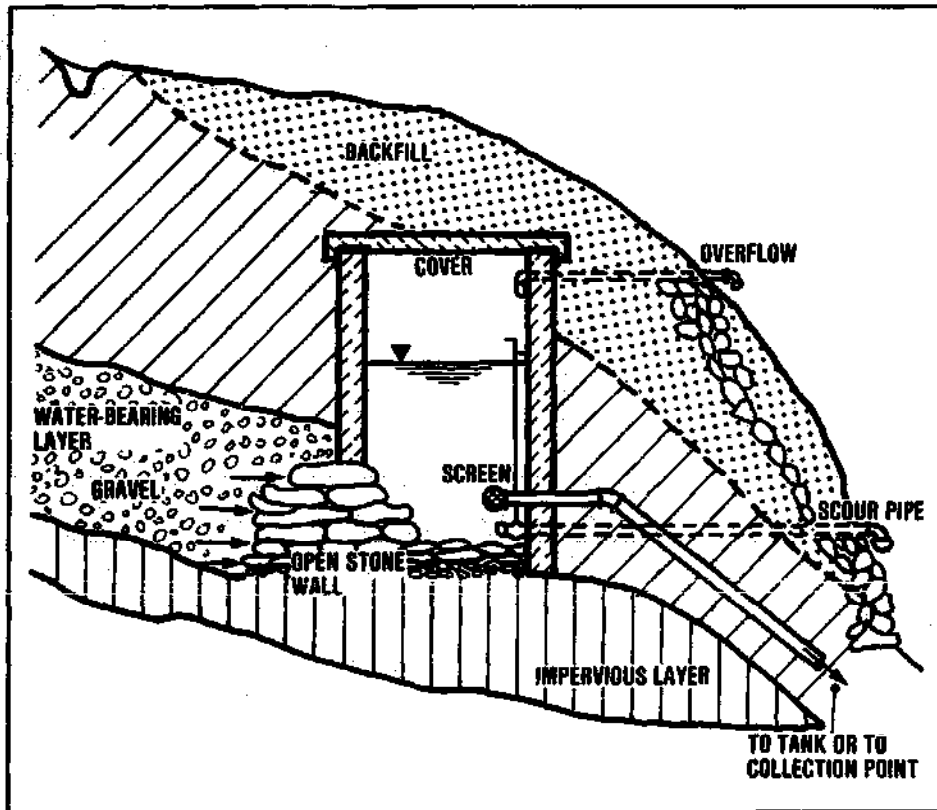 BACKFILL
OVERFLOW
COVER
WATER-BEARING
LAYER
GRAVEL
SCREEN
SCOUR PIPE
OPEN STONE
WALL
IMPERVIOUS LAYER
TO TANK OR TO
COLLECTION POINT